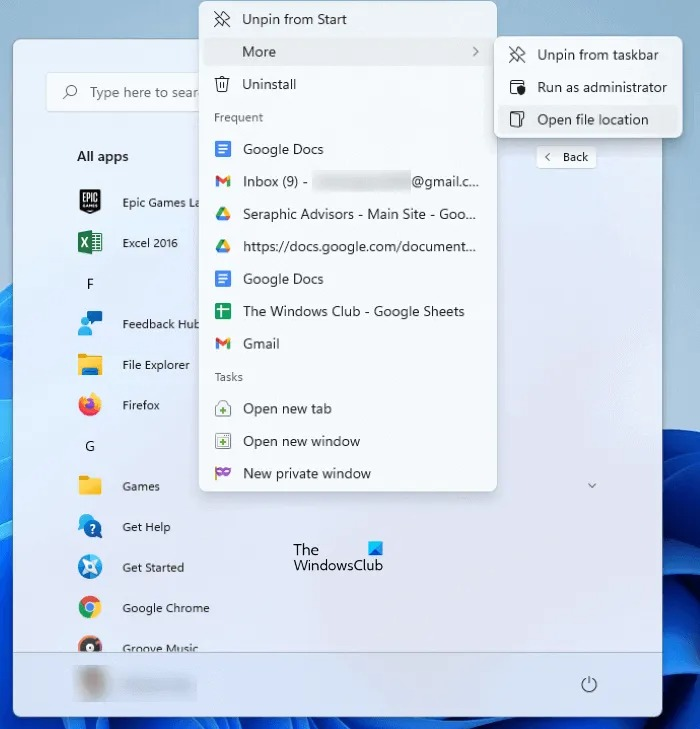 Unpin from Start
More
Uninstall
Frequent
Google Docs
Inbox (9) - @gmail.c...
Seraphic Advisors - Main Site - Goo...
https://docs.google.com/document...
Google Docs
The Windows Club - Google Sheets
Gmail
Tasks
Open new tab
Open new window
New private window
Unpin from taskbar
Run as administrator
Open file location
Type here to sear
All apps
Back
EPIC
GAMES
Epic Games La
Excel 2016
F
Feedback Hub
File Explorer
Firefox
G
Games
Get Help
Get Started
Google Chrome
Groove Music
The
WindowsClub